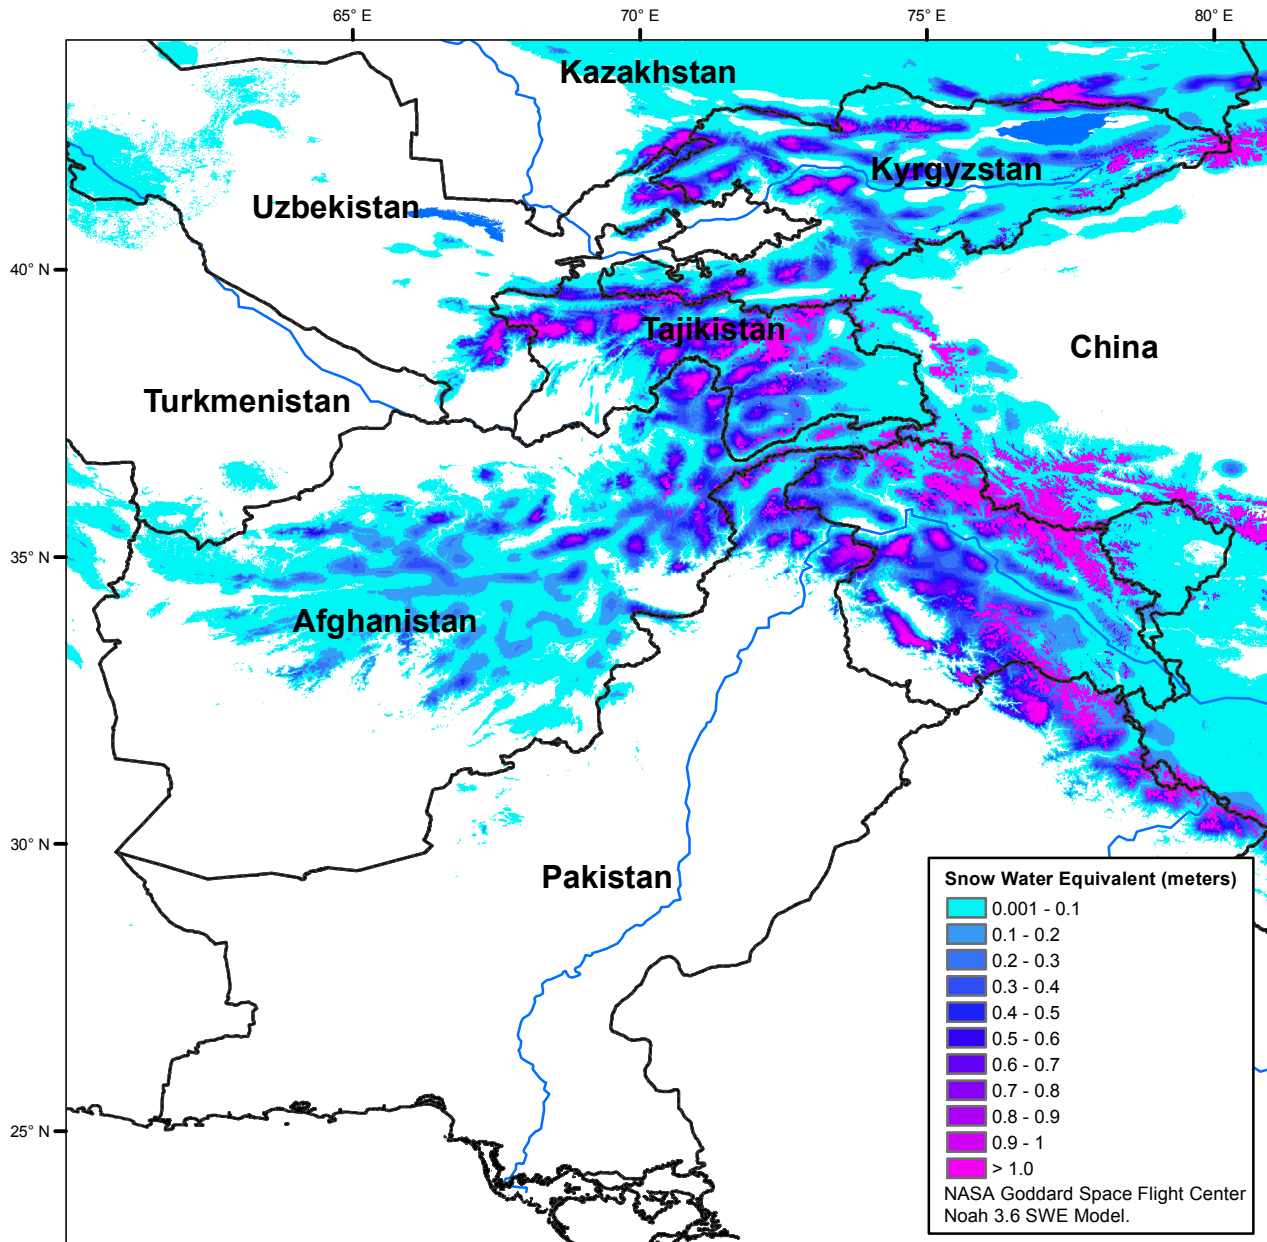 65° E 70° E 75° E 80° E
Kazakhstan
Kyrgyzstan
Uzbekistan
40° N
Tajikistan
China
Turkmenistan
35° N
Afghanistan
30° N
Pakistan
25° N
Snow Water Equivalent (meters)
0.001 - 0.1
0.1 - 0.2
0.2 - 0.3
0.3 - 0.4
0.4 - 0.5
0.5 - 0.6
0.6 - 0.7
0.7 - 0.8
0.8 - 0.9
0.9 - 1
> 1.0
NASA Goddard Space Flight Center
Noah 3.6 SWE Model.